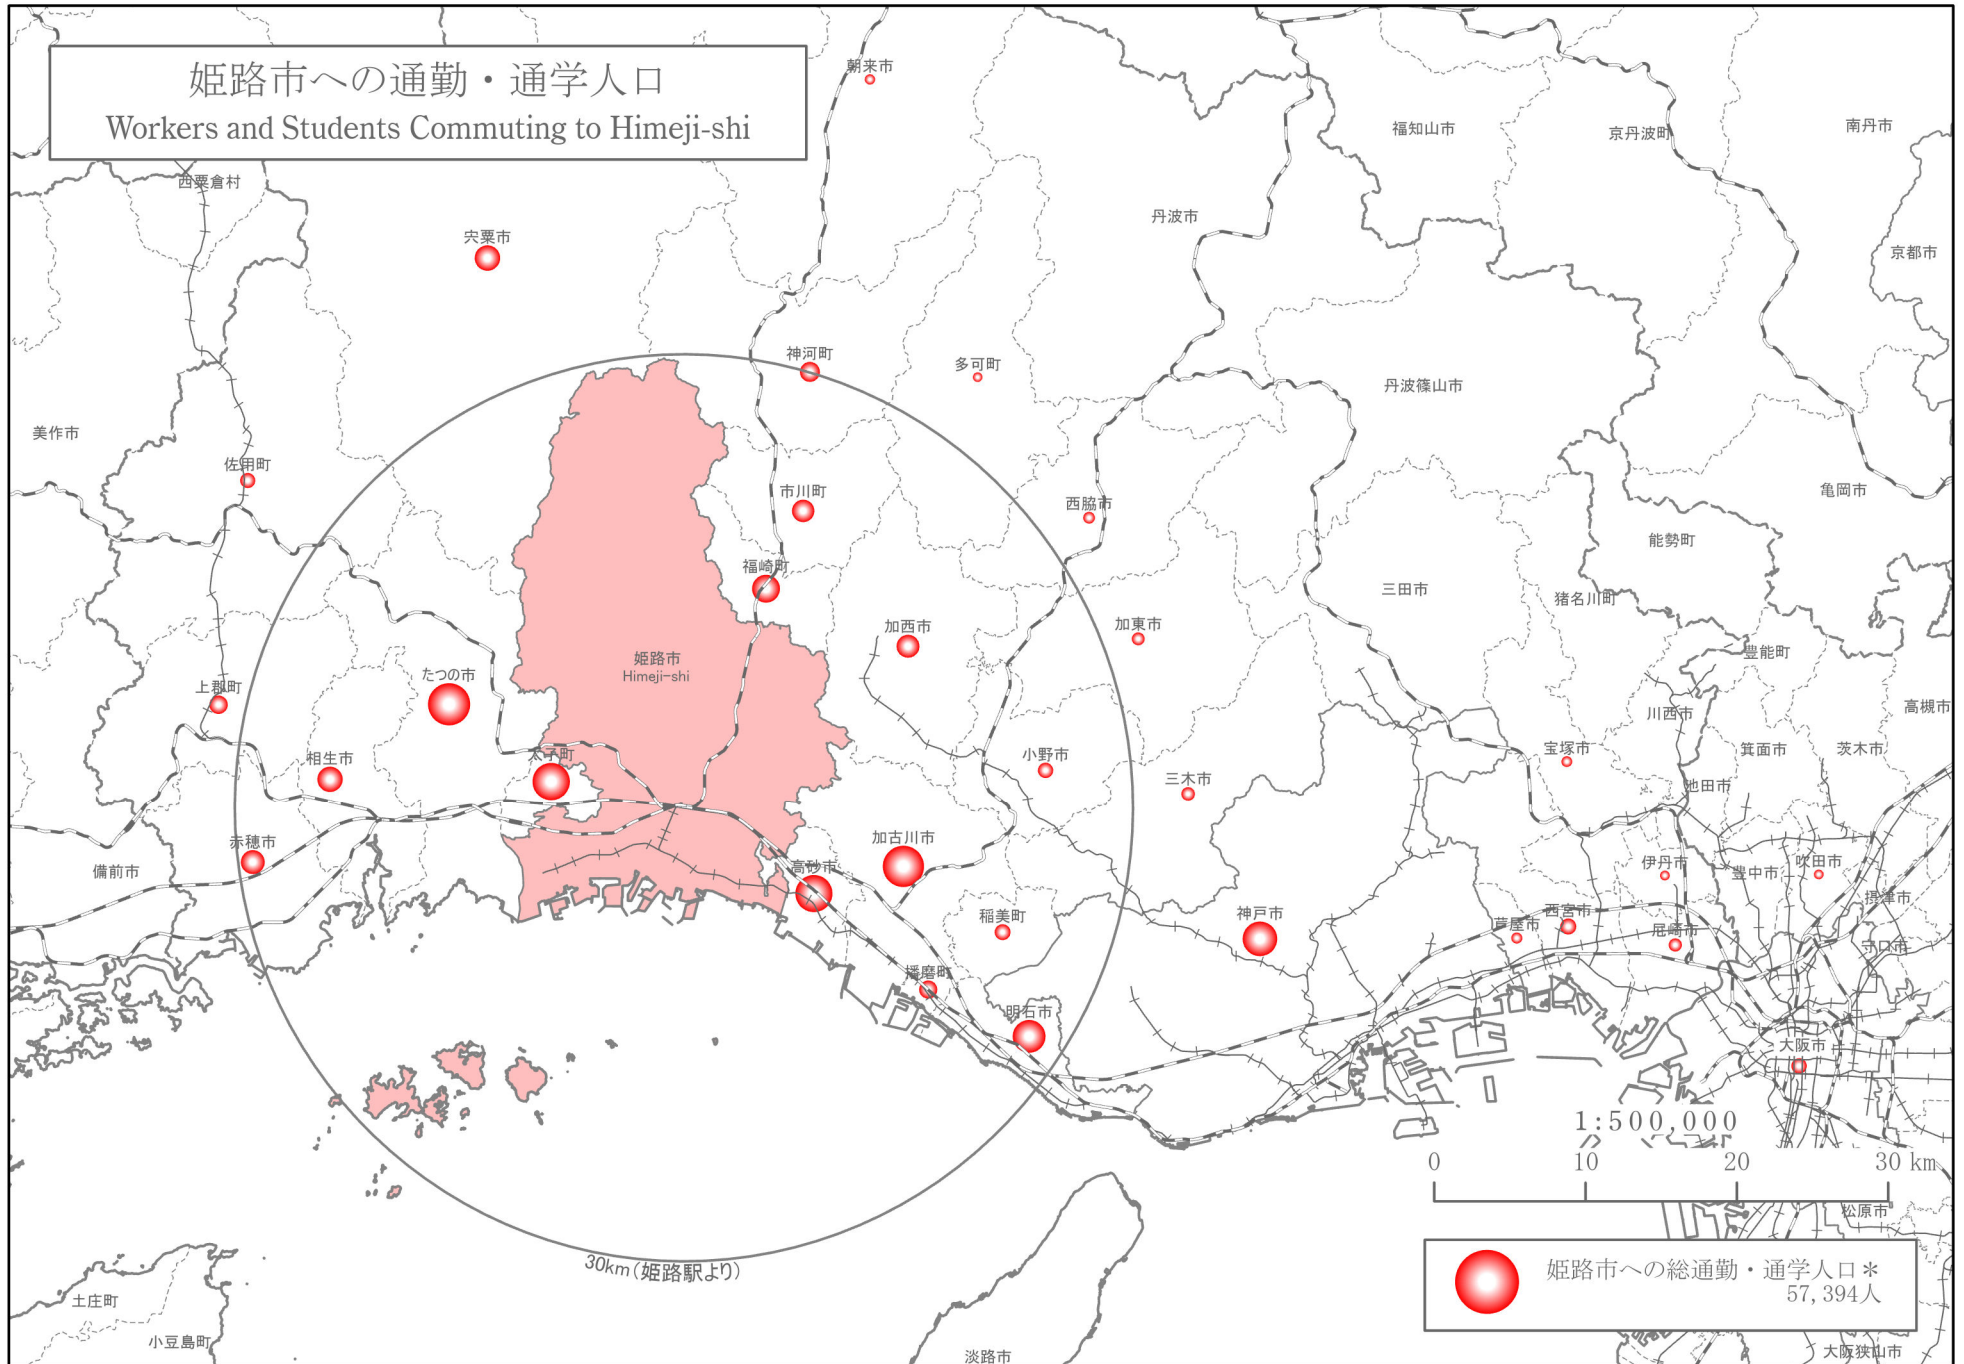 姫路市への通勤・通学人口
Workers and Students Commuting to Himeji-shi
朝来市
福知山市
京丹波町
南丹市
西粟倉村
丹波市
宍粟市
京都市
神河町
多可町
丹波篠山市
美作市
佐用町
市川町
西脇市
亀岡市
能勢町
福崎町
三田市
猪名川町
加西市
加東市
姫路市
Himeji-shi
豊能町
たつの市
上郡町
川西市
高槻市
相生市
太子町
小野市
三木市
宝塚市
箕面市
茨木市
池田市
赤穂市
備前市
加古川市
高砂市
伊丹市
豊中市
吹田市
摂津市
稲美町
神戸市
芦屋市
西宮市
尼崎市
守口市
播磨町
明石市
大阪市
1:500,000
0 10 20 30 km
松原市
30km(姫路駅より)
姫路市への総通勤・通学人口＊
57,394人
土庄町
小豆島町
淡路市
大阪狭山市